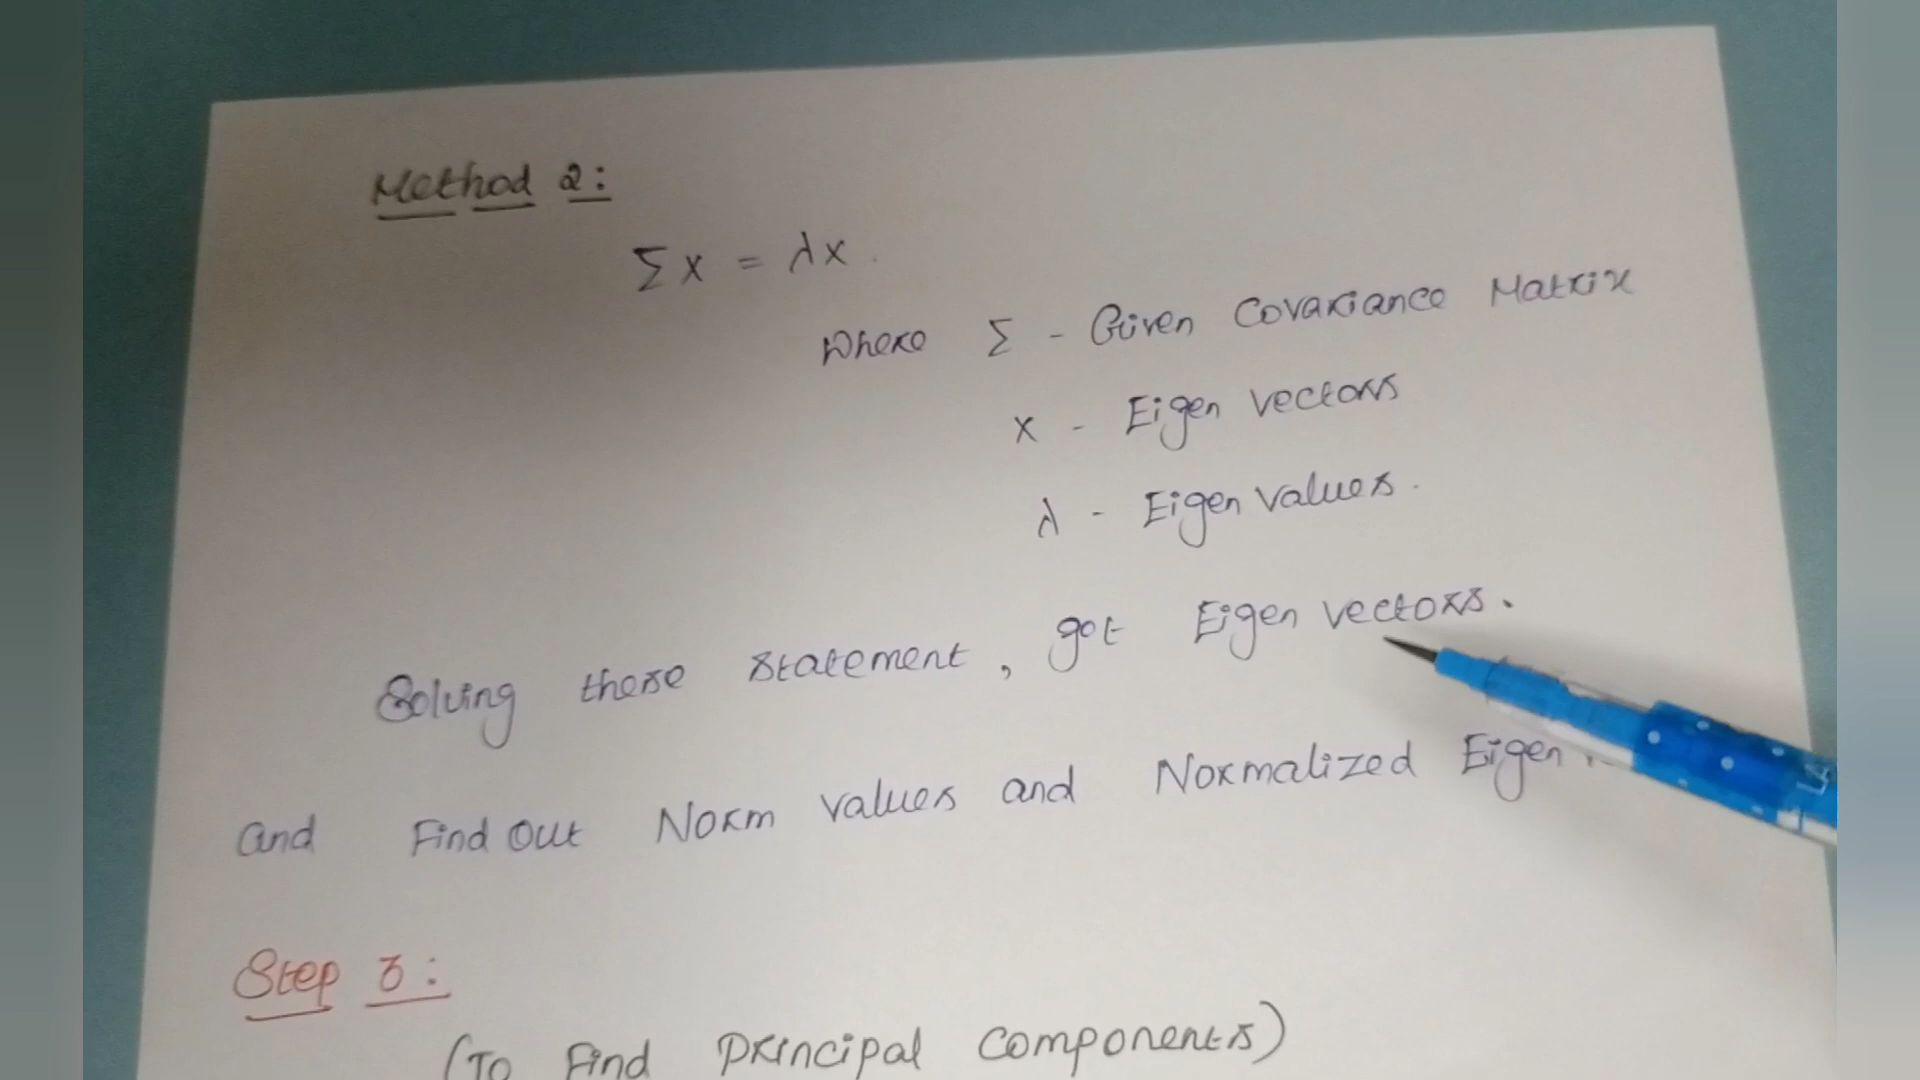 Method 2:
Σx = λx.
Where Σ - Given Covariance Matrix
x - Eigen vectors
λ - Eigen values.
Solving these statement, got Eigen vectors.
and Find Out Norm values and Normalized Eigen
Step 3:
(To Find Principal Components)